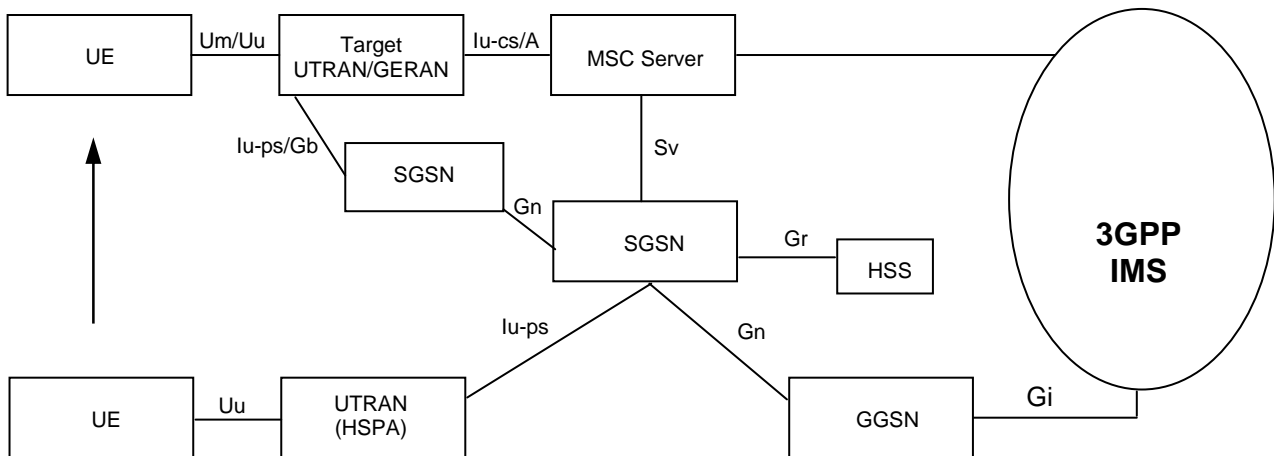 UE
Um/Uu
Target
UTRAN/GERAN
Iu-cs/A
MSC Server
Iu-ps/Gb
SGSN
Gn
Sv
SGSN
Gr
HSS
3GPP
IMS
Iu-ps
Gn
UE
Uu
UTRAN
(HSPA)
GGSN
Gi